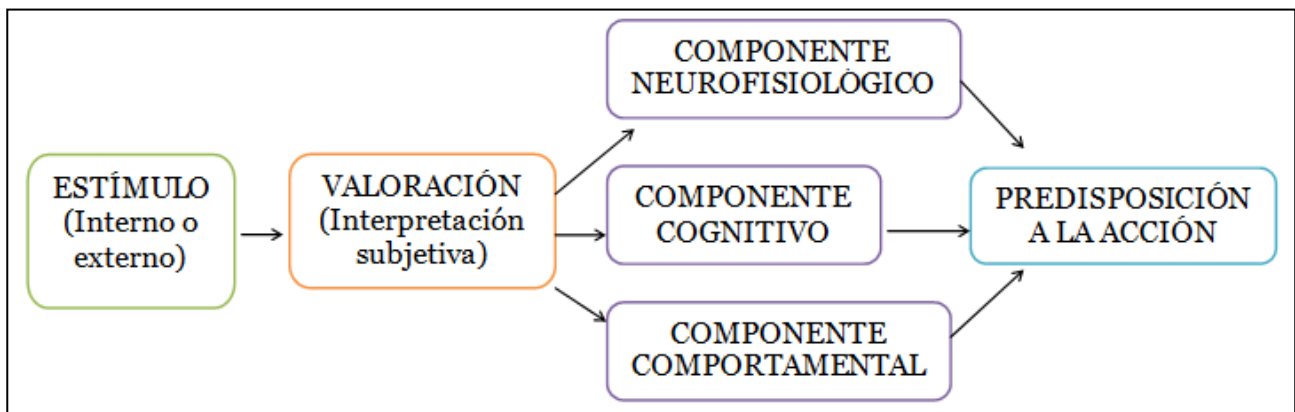 ESTÍMULO
(Interno o
externo)
VALORACIÓN
(Interpretación
subjetiva)
COMPONENTE
NEUROFISIOLÓGICO
COMPONENTE
COGNITIVO
COMPONENTE
COMPORTAMENTAL
PREDISPOSICIÓN
A LA ACCIÓN